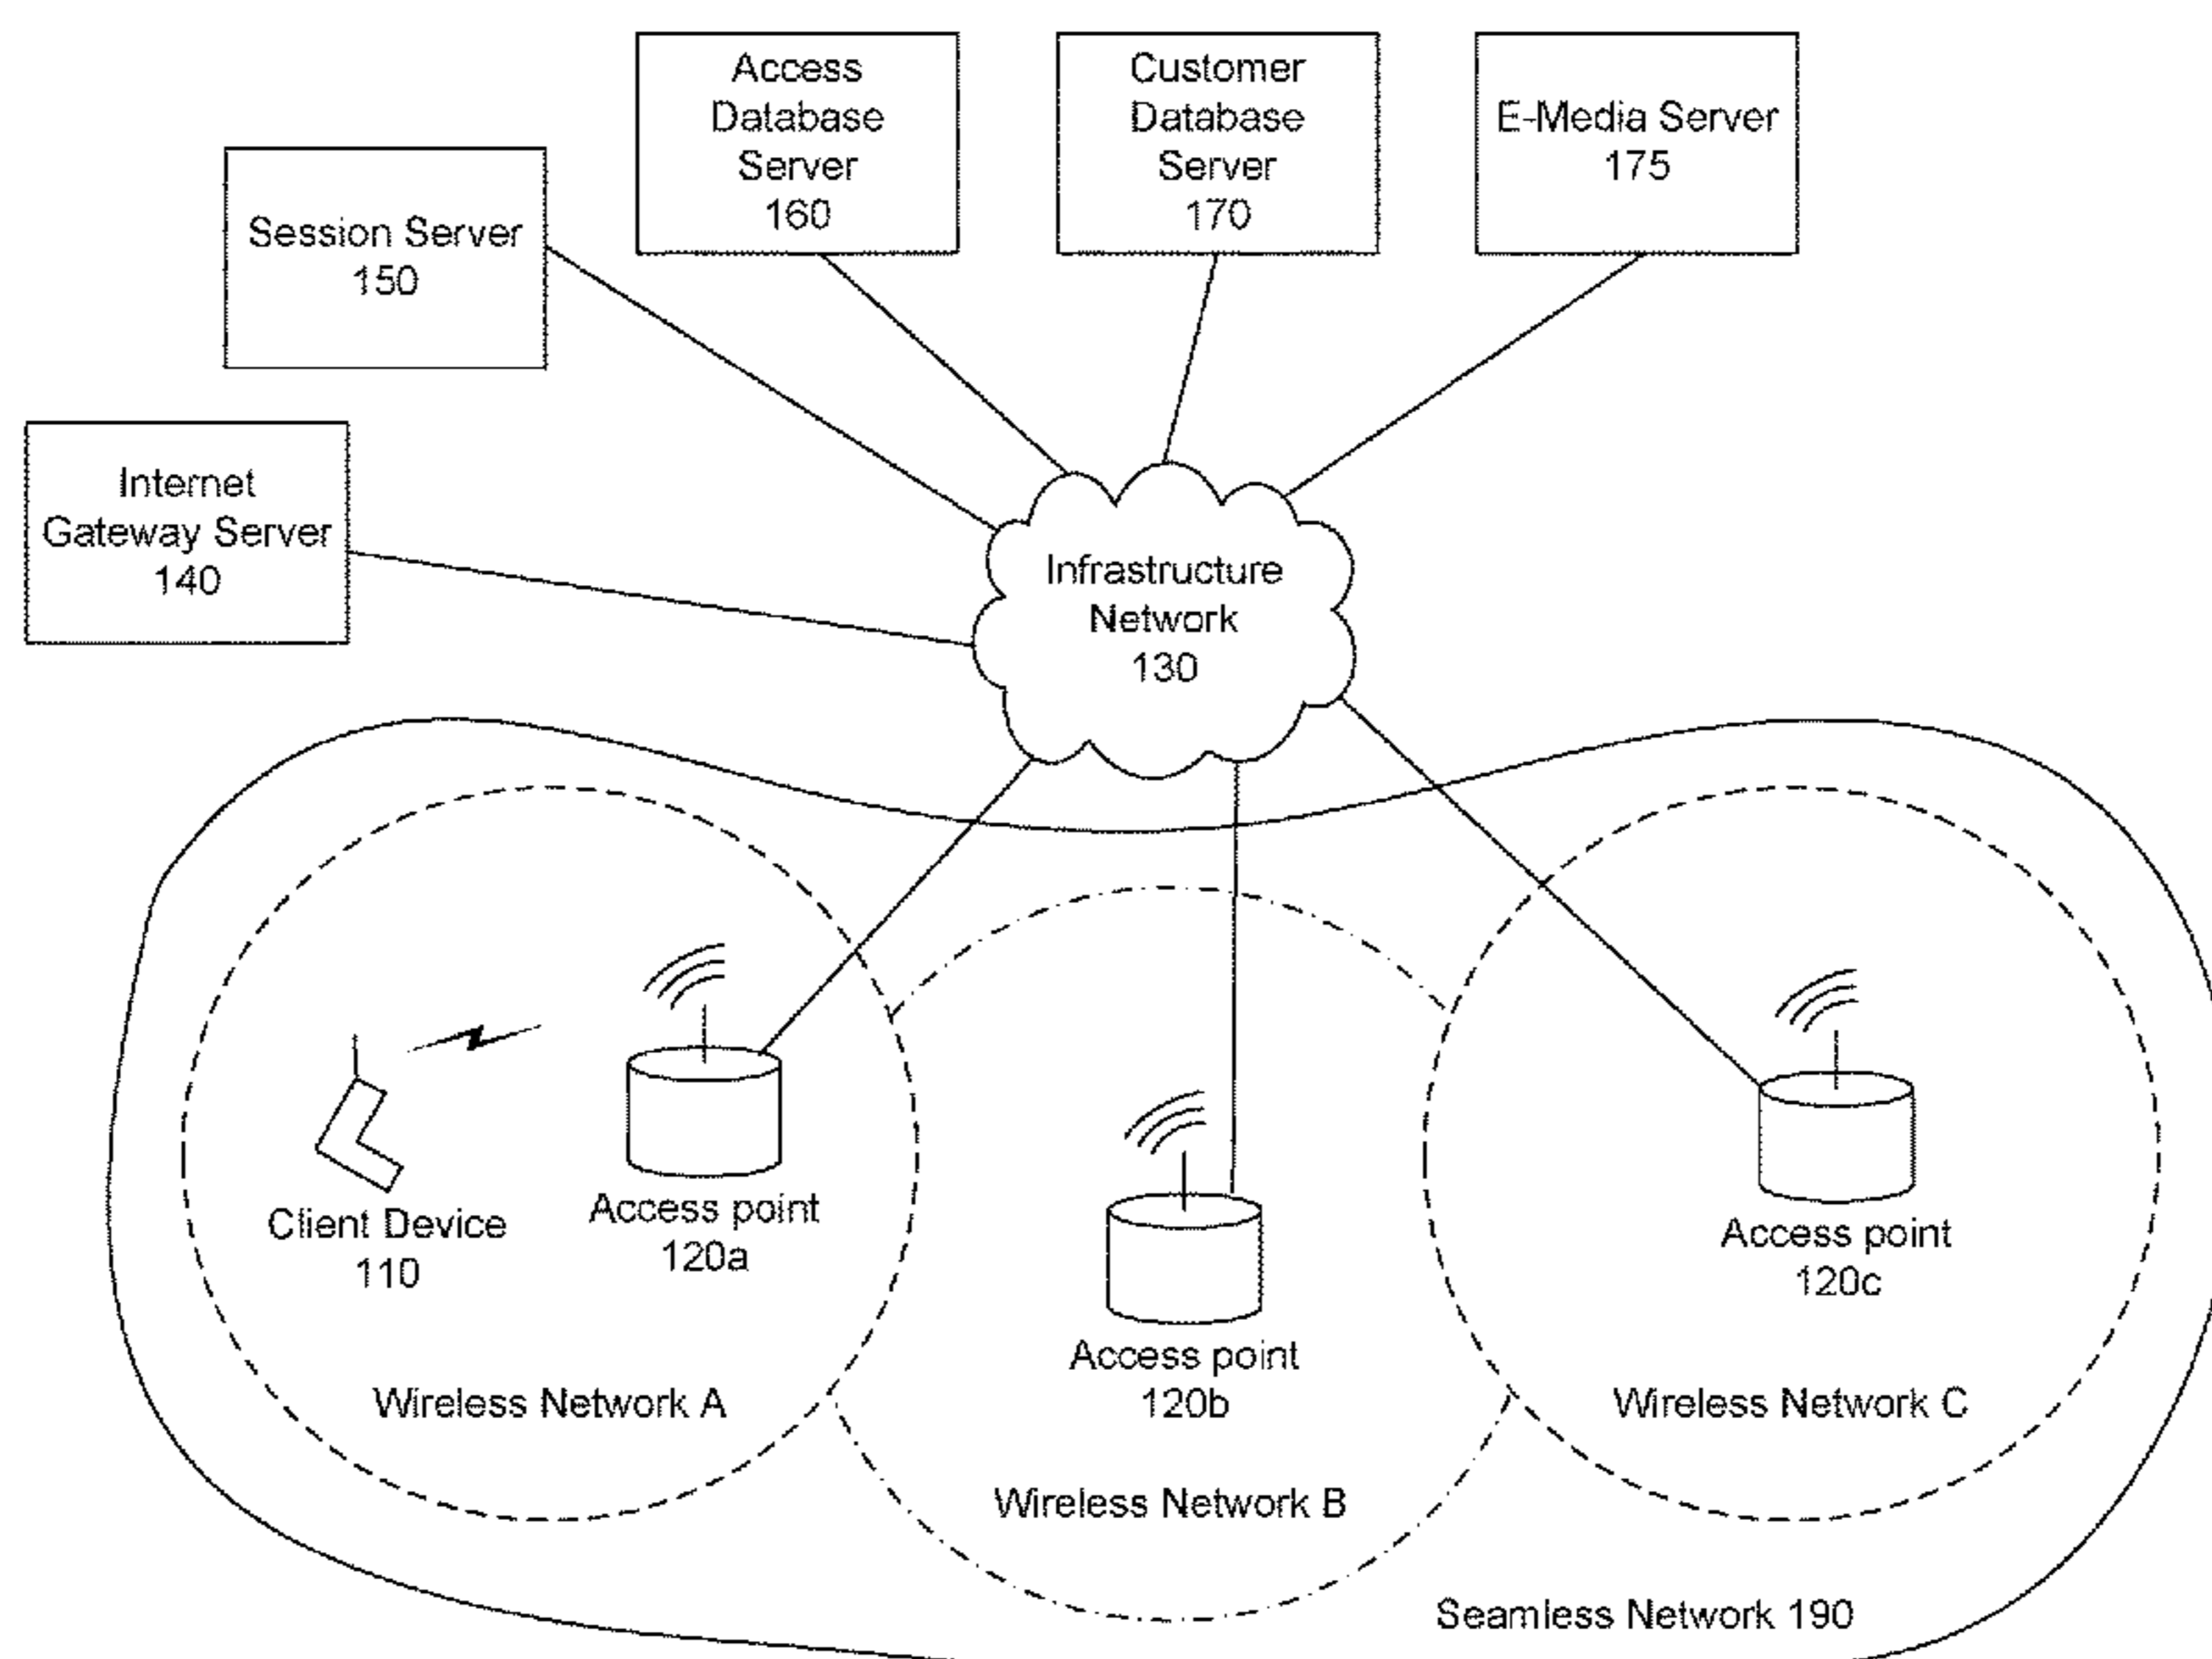 Access
Database
Server
160
Customer
Database
Server
170
E-Media Server
175
Session Server
150
Internet
Gateway Server
140
Infrastructure
Network
130
Client Device
110
Access point
120a
Access point
120b
Access point
120c
Wireless Network A
Wireless Network B
Wireless Network C
Seamless Network 190